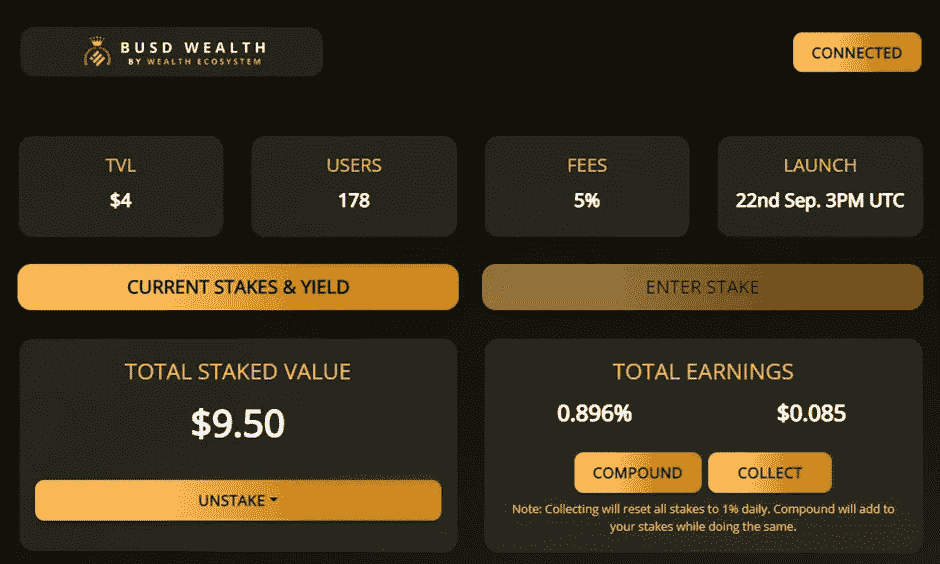 BUSD WEALTH
BY WEALTH ECOSYSTEM
CONNECTED
TVL
$4
USERS
178
FEES
5%
LAUNCH
22nd Sep. 3PM UTC
CURRENT STAKES & YIELD
ENTER STAKE
TOTAL STAKED VALUE
$9.50
UNSTAKE
TOTAL EARNINGS
0.896% $0.085
COMPOUND COLLECT
Note: Collecting will reset all stakes to 1% daily. Compound will add to
your stakes while doing the same.